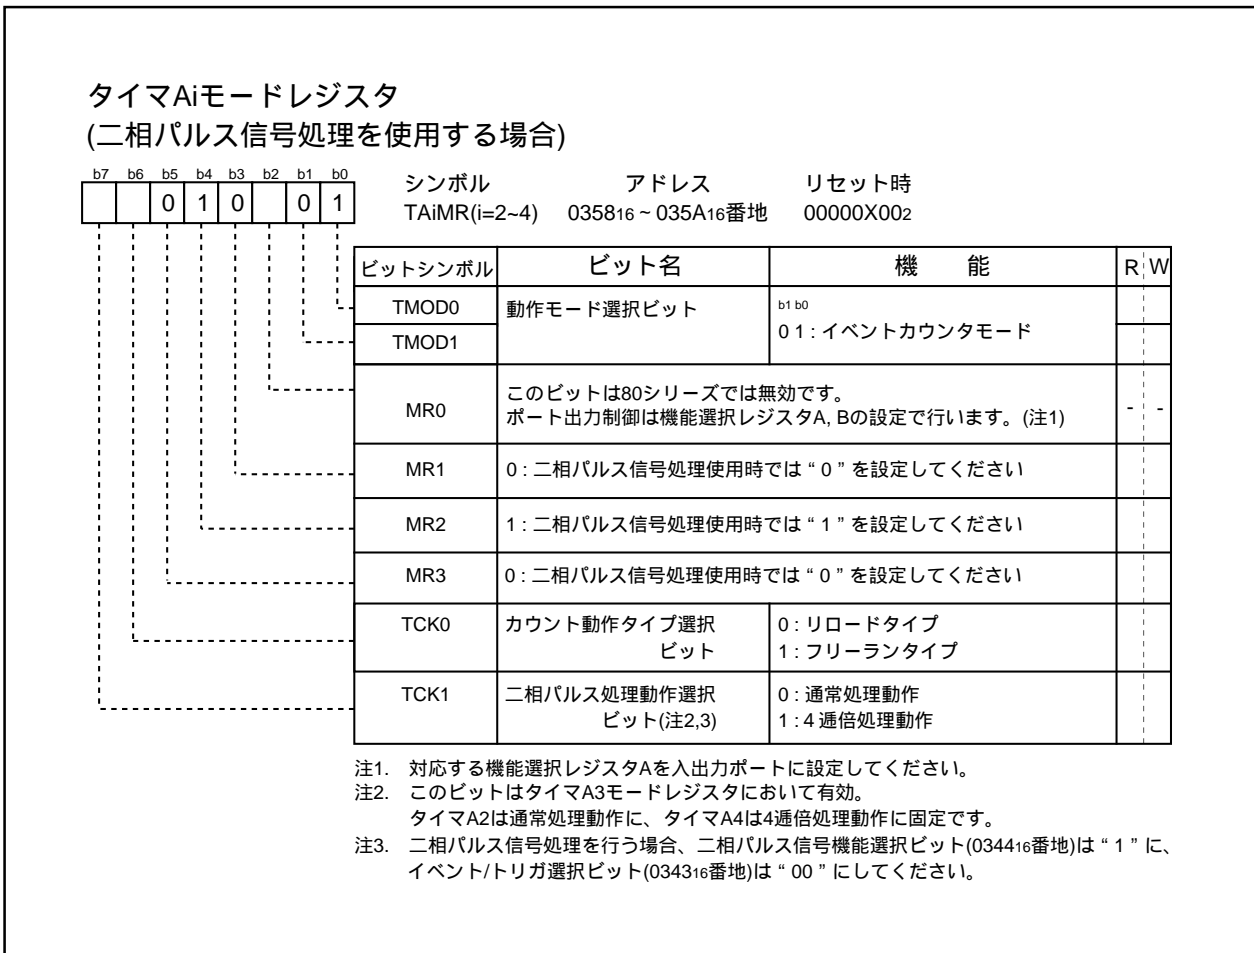 タイマAiモードレジスタ
(二相パルス信号処理を使用する場合)
b7 b6 b5 b4 b3 b2 b1 b0
0 1 0 0 1
シンボル アドレス リセット時
TAiMR(i=2~4) 035816 ~ 035A16番地 00000X002
ビットシンボル ビット名 機 能 R W
TMOD0 動作モード選択ビット b1 b0
0 1 : イベントカウンタモード
TMOD1
MR0 このビットは80シリーズでは無効です。
ポート出力制御は機能選択レジスタA, Bの設定で行います。(注1) - -
MR1 0 : 二相パルス信号処理使用時では “ 0 ” を設定してください
MR2 1 : 二相パルス信号処理使用時では “ 1 ” を設定してください
MR3 0 : 二相パルス信号処理使用時では “ 0 ” を設定してください
TCK0 カウント動作タイプ選択 0 : リロードタイプ
ビット 1 : フリーランタイプ
TCK1 二相パルス処理動作選択 0 : 通常処理動作
ビット(注2,3) 1 : 4 逓倍処理動作
注1. 対応する機能選択レジスタAを入出力ポートに設定してください。
注2. このビットはタイマA3モードレジスタにおいて有効。
タイマA2は通常処理動作に、タイマA4は4逓倍処理動作に固定です。
注3. 二相パルス信号処理を行う場合、二相パルス信号機能選択ビット(034416番地)は “ 1 ” に、
イベント/トリガ選択ビット(034316番地)は “ 00 ” にしてください。